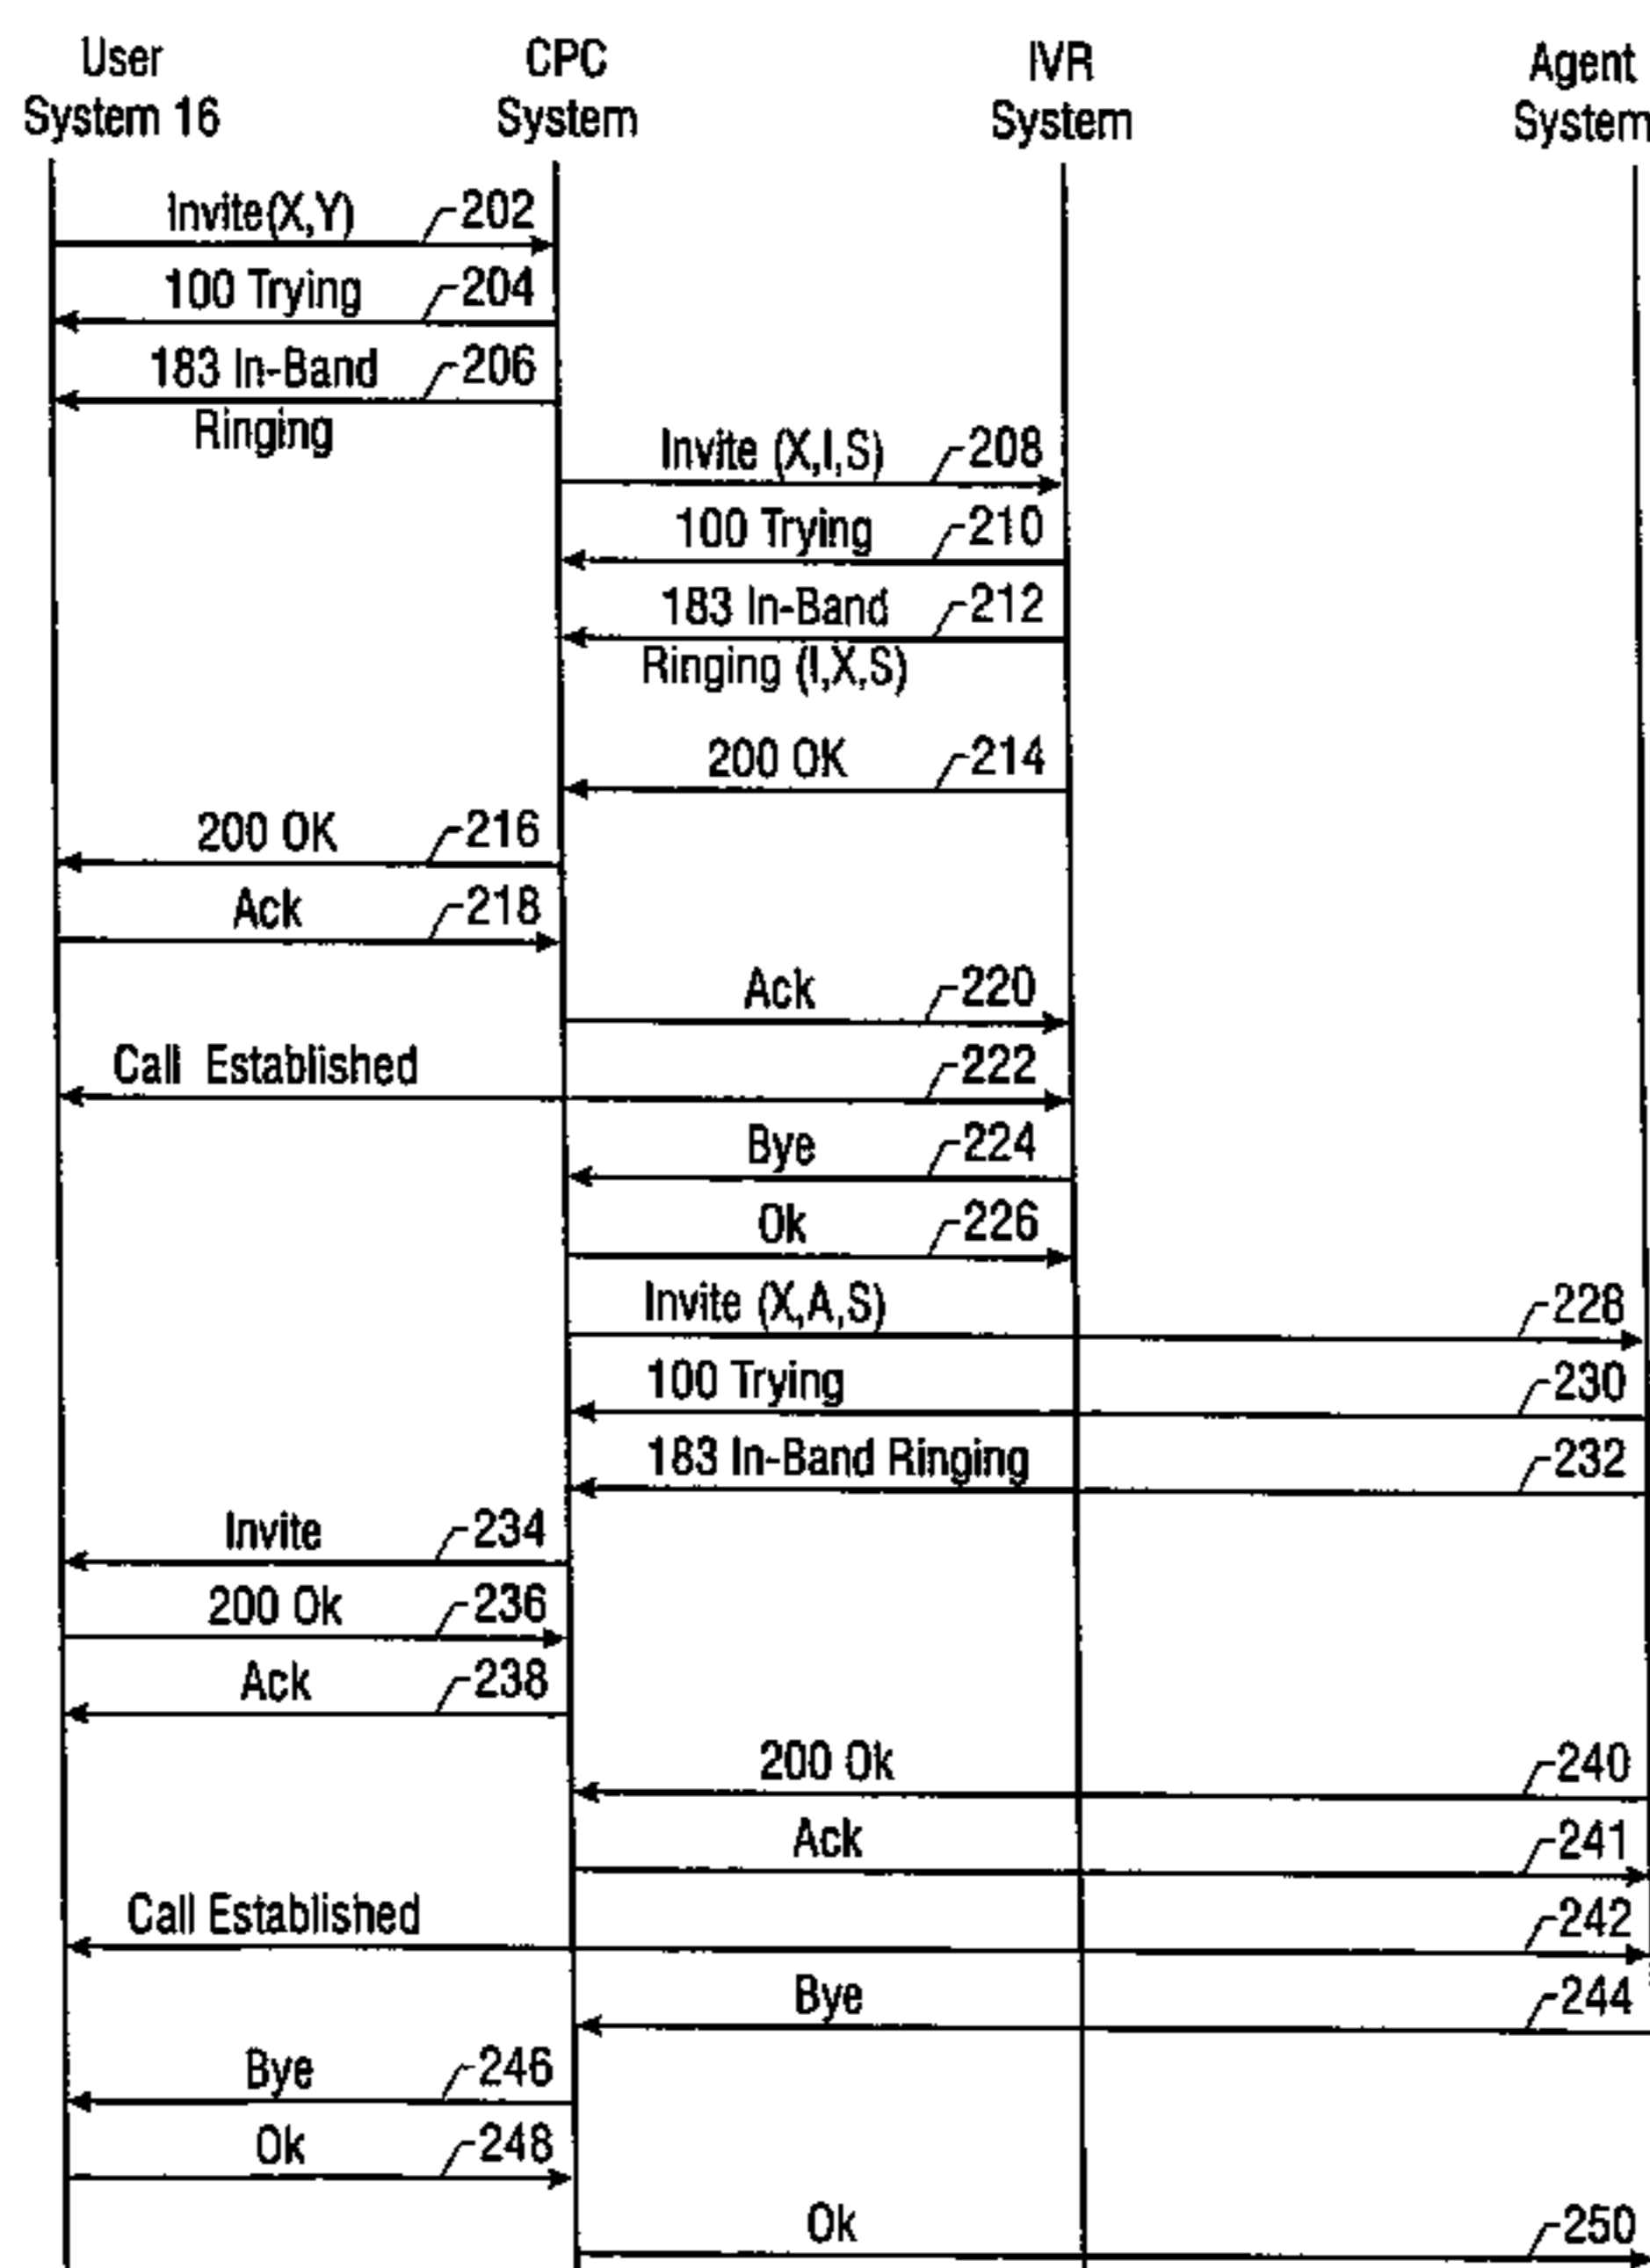 User
System 16
CPC
System
IVR
System
Agent
System
Invite(X,Y) 202
100 Trying 204
183 In-Band 206
Ringing
Invite (X,I,S) 208
100 Trying 210
183 In-Band 212
Ringing (I,X,S)
200 OK 214
200 OK 216
Ack 218
Ack 220
Call Established 222
Bye 224
Ok 226
Invite (X,A,S) 228
100 Trying 230
183 In-Band Ringing 232
Invite 234
200 Ok 236
Ack 238
200 Ok 240
Ack 241
Call Established 242
Bye 244
Bye 246
Ok 248
Ok 250